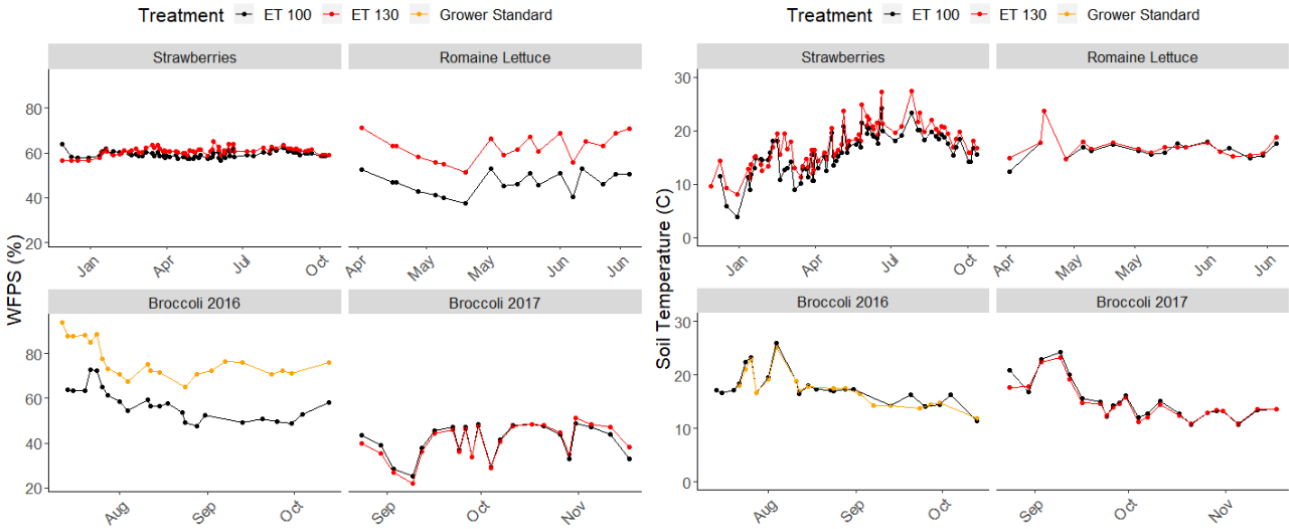 Treatment ET 100 ET 130 Grower Standard
Strawberries Romaine Lettuce
80
60
40
20
Jan Apr Jul Oct Apr May May Jun Jun
WFPS (%)
Broccoli 2016 Broccoli 2017
80
60
40
20
Aug Sep Oct Sep Oct Nov
Treatment ET 100 ET 130 Grower Standard
Strawberries Romaine Lettuce
30
20
10
0
Jan Apr Jul Oct Apr May May Jun Jun
Soil Temperature (C)
Broccoli 2016 Broccoli 2017
30
20
10
0
Aug Sep Oct Sep Oct Nov